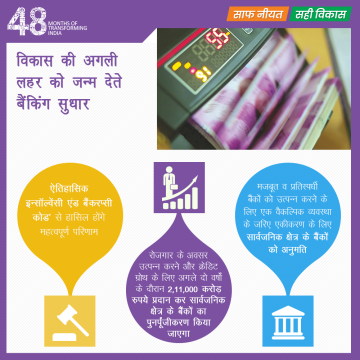 48 MONTHS OF
TRANSFORMING
INDIA
साफ नीयत
सही विकास
विकास की अगली
लहर को जन्म देते
बैंकिंग सुधार
ऐतिहासिक
इन्सॉल्वेंसी एंड बैंकरप्सी
कोड' से हासिल होंगे
महत्वपूर्ण परिणाम
रोजगार के अवसर
उत्पन्न करने और क्रेडिट
ग्रोथ के लिए अगले दो वर्षों
के दौरान 2,11,000 करोड़
रुपये प्रदान कर सार्वजनिक
क्षेत्र के बैंकों का
पुनर्पूंजीकरण किया
जाएगा
मजबूत व प्रतिस्पर्धी
बैंकों को उत्पन्न करने के
लिए एक वैकल्पिक व्यवस्था
के जरिए एकीकरण के लिए
सार्वजनिक क्षेत्र के बैंकों
को अनुमति